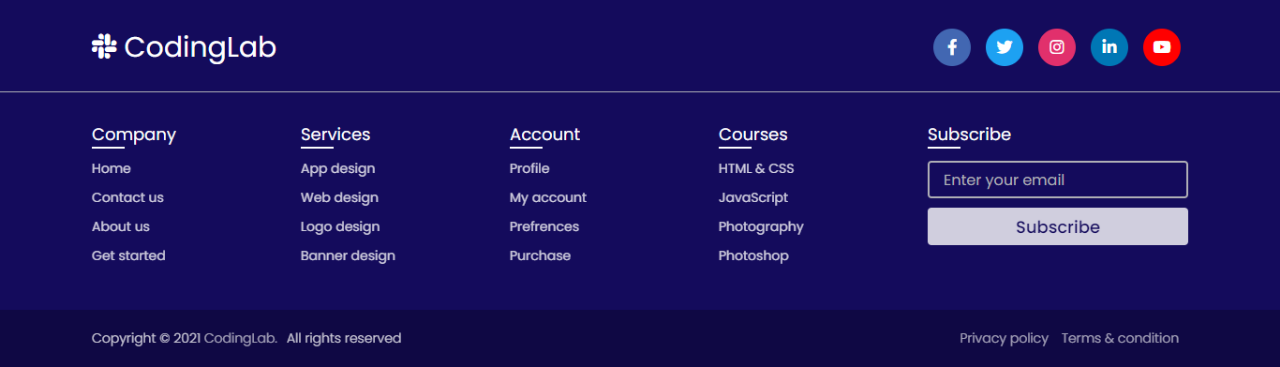 CodingLab
Company
Home
Contact us
About us
Get started
Services
App design
Web design
Logo design
Banner design
Account
Profile
My account
Prefrences
Purchase
Courses
HTML & CSS
JavaScript
Photography
Photoshop
Subscribe
Enter your email
Subscribe
Copyright © 2021 CodingLab. All rights reserved
Privacy policy Terms & condition